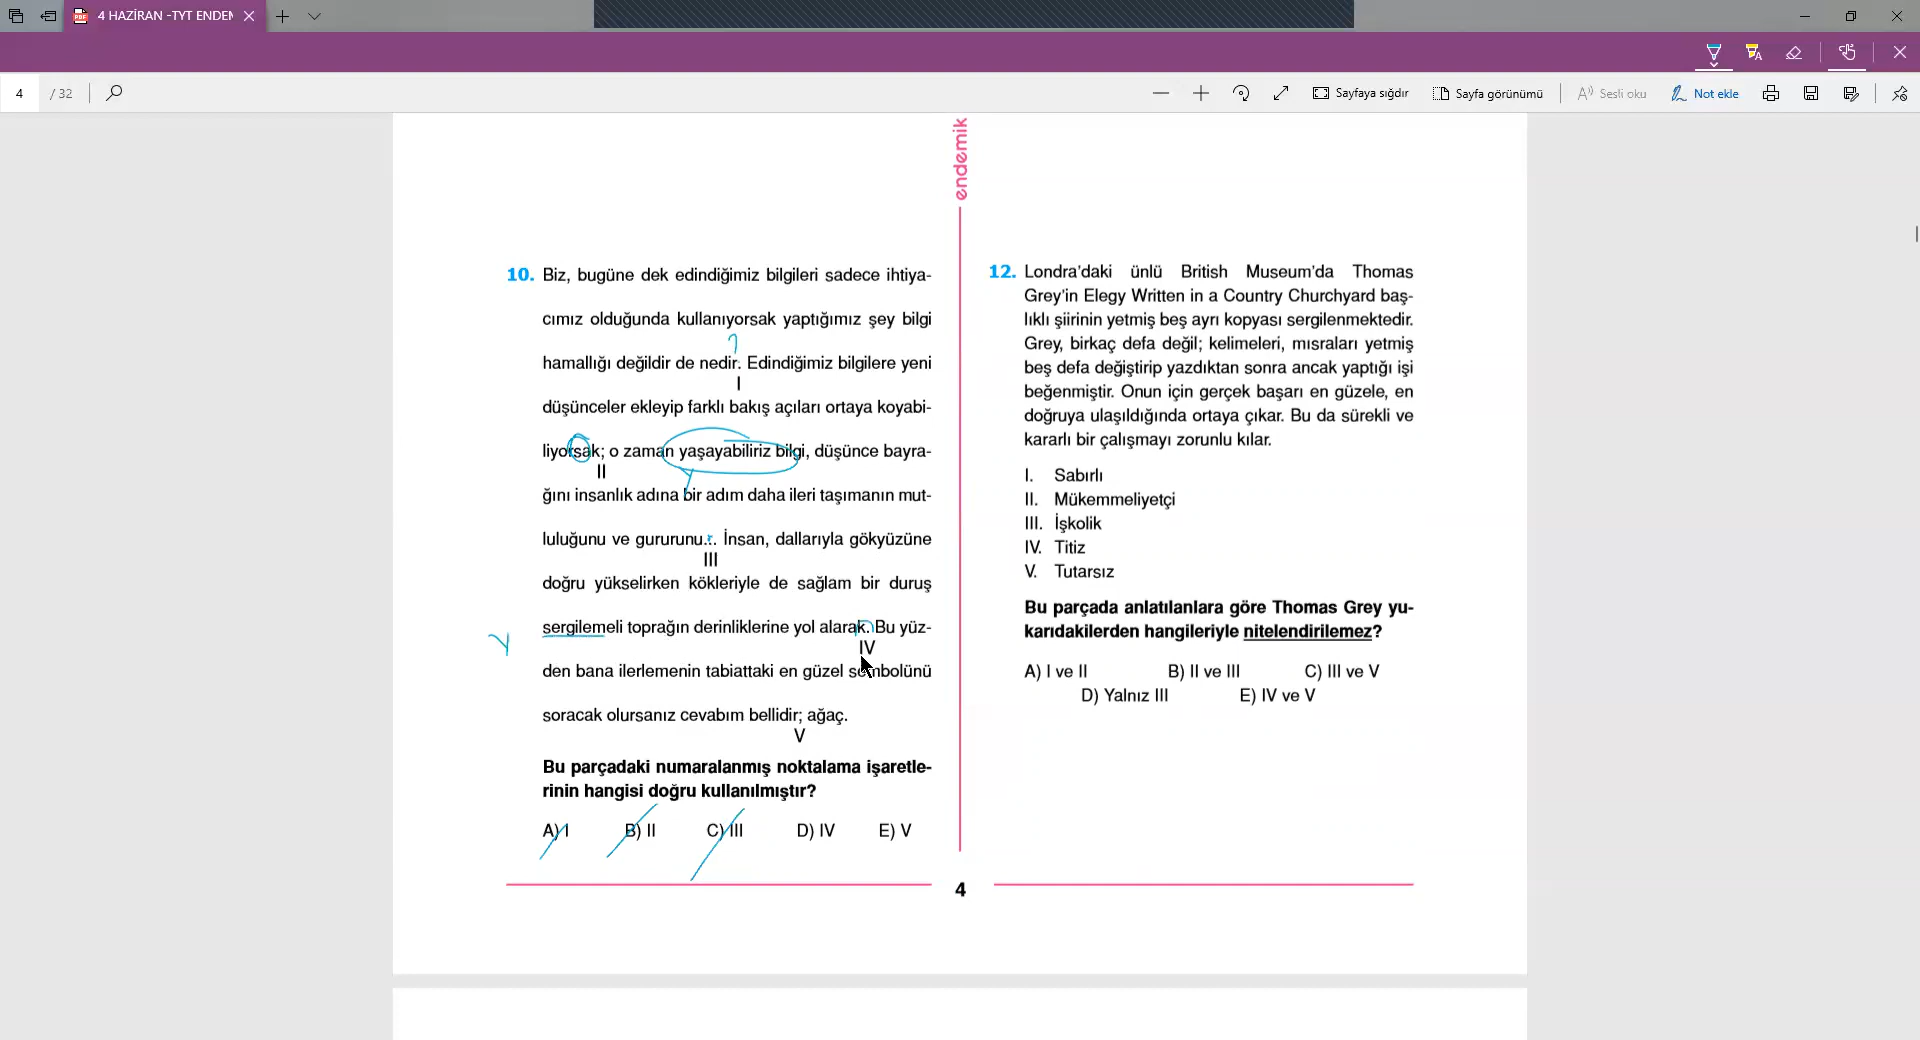 4 HAZİRAN -TYT ENDEM
4 / 32
Sayfaya sığdır
Sayfa görünümü
Sesli oku
Not ekle
endemik
10. Biz, bugüne dek edindiğimiz bilgileri sadece ihtiya-
cımız olduğunda kullanıyorsak yaptığımız şey bilgi
hamallığı değildir de nedir. Edindiğimiz bilgilere yeni
I
düşünceler ekleyip farklı bakış açıları ortaya koyabi-
liyorsak; o zaman yaşayabiliriz bilgi, düşünce bayra-
II
ğını insanlık adına bir adım daha ileri taşımanın mut-
luluğunu ve gururunu... İnsan, dallarıyla gökyüzüne
III
doğru yükselirken kökleriyle de sağlam bir duruş
sergilemeli toprağın derinliklerine yol alarak. Bu yüz-
IV
den bana ilerlemenin tabiattaki en güzel sembolünü
soracak olursanız cevabım bellidir; ağaç.
V
Bu parçadaki numaralanmış noktalama işaretle-
rinin hangisi doğru kullanılmıştır?
A) I B) II C) III D) IV E) V
12. Londra'daki ünlü British Museum'da Thomas
Grey'in Elegy Written in a Country Churchyard baş-
lıklı şiirinin yetmiş beş ayrı kopyası sergilenmektedir.
Grey, birkaç defa değil; kelimeleri, mısraları yetmiş
beş defa değiştirip yazdıktan sonra ancak yaptığı işi
beğenmiştir. Onun için gerçek başarı en güzele, en
doğruya ulaşıldığında ortaya çıkar. Bu da sürekli ve
kararlı bir çalışmayı zorunlu kılar.
I. Sabırlı
II. Mükemmeliyetçi
III. İşkolik
IV. Titiz
V. Tutarsız
Bu parçada anlatılanlara göre Thomas Grey yu-
karıdakilerden hangileriyle nitelendirilemez?
A) I ve II B) II ve III C) III ve V
D) Yalnız III E) IV ve V
4